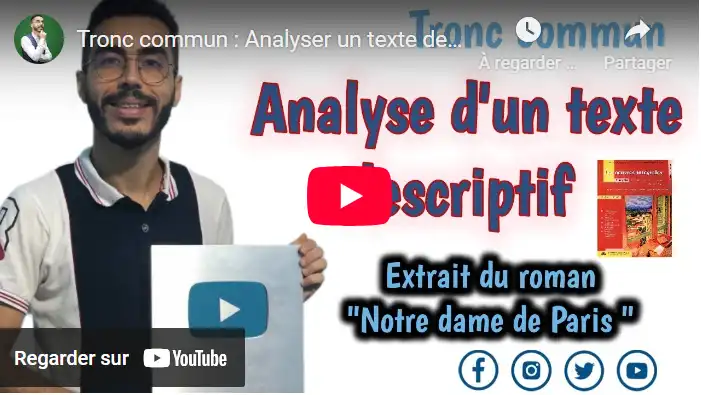 Tronc commun : Analyser un texte de...
Tronc commun
À regarder ...
Partager
Analyse d'un texte
descriptif
Extrait du roman
"Notre dame de Paris "
Regarder sur YouTube